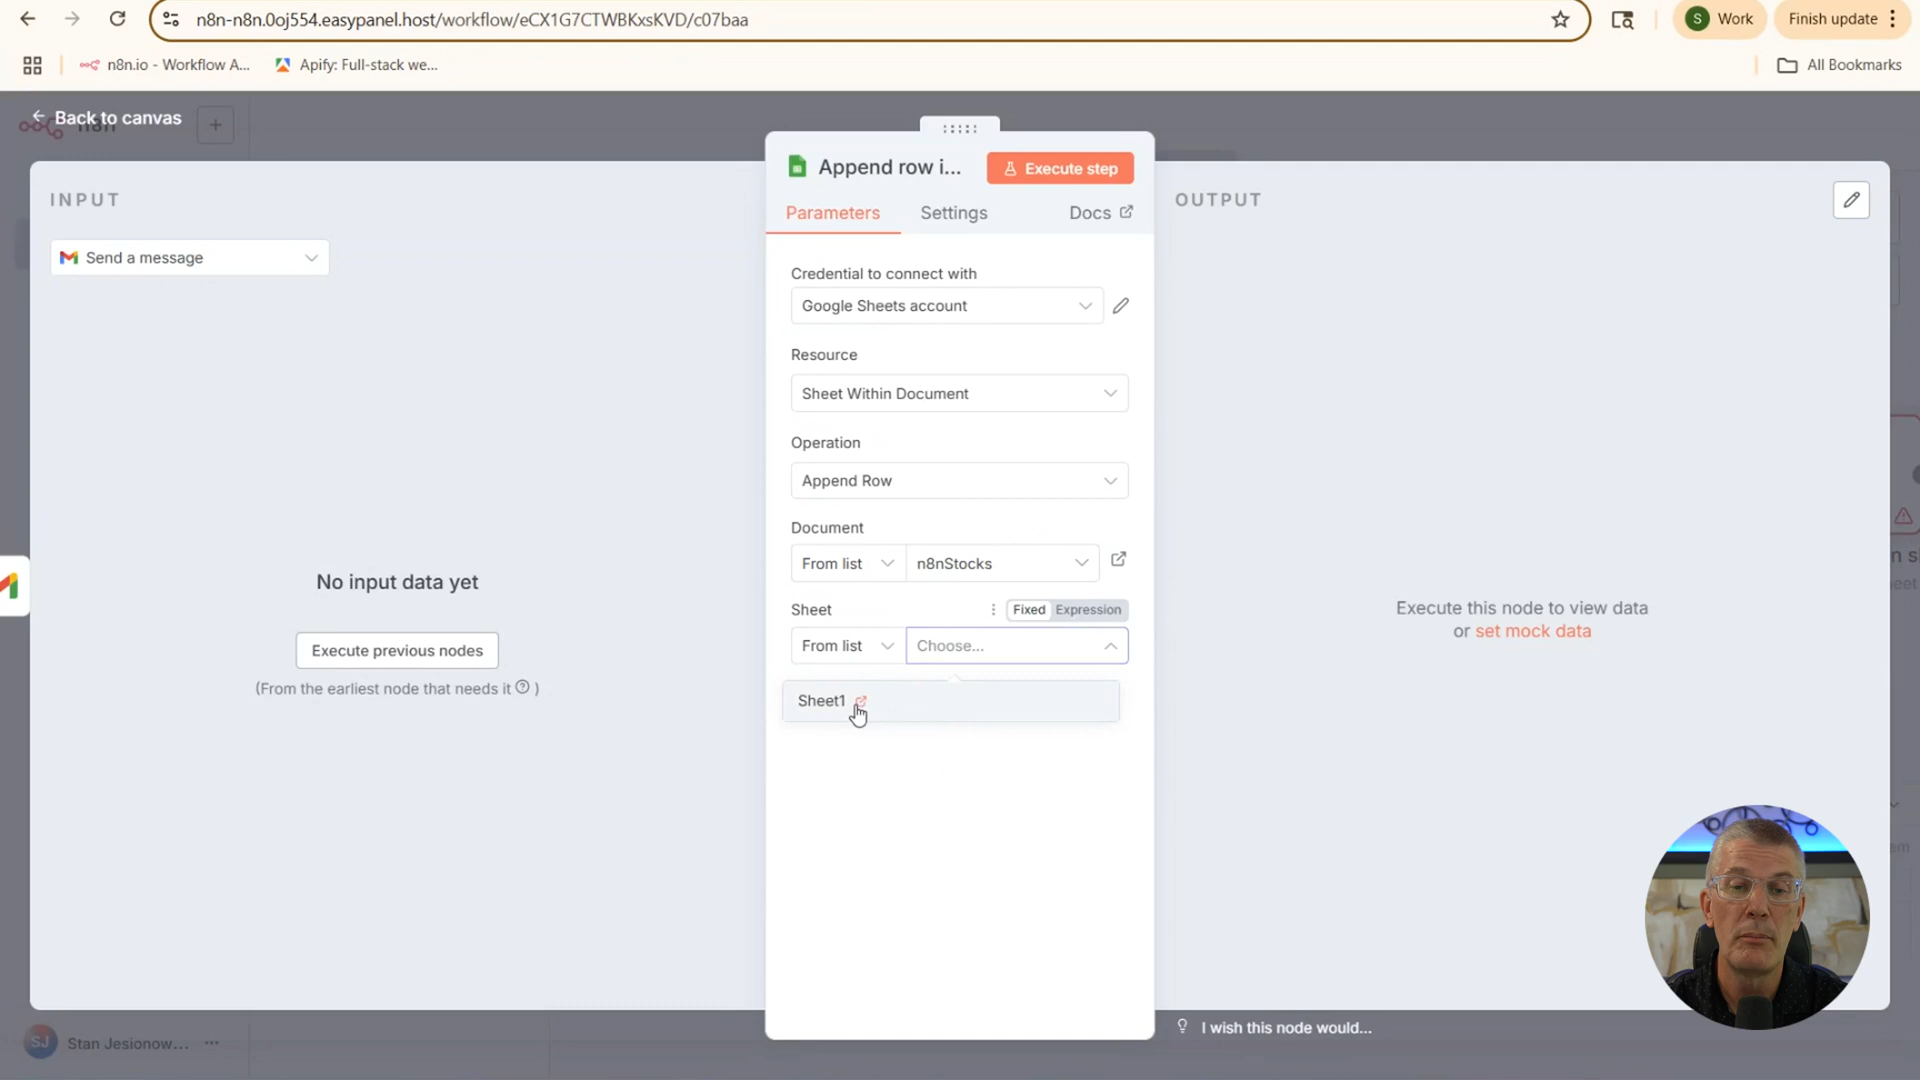 n8n-n8n.0oj554.easypanel.host/workflow/eCX1G7CTWBKxsKVD/c07baa
S Work
Finish update
n8n.io - Workflow A...
Apify: Full-stack we...
All Bookmarks
Back to canvas
INPUT
Send a message
No input data yet
Execute previous nodes
(From the earliest node that needs it ? )
Append row i...
Execute step
Parameters
Settings
Docs
Credential to connect with
Google Sheets account
Resource
Sheet Within Document
Operation
Append Row
Document
From list
n8nStocks
Sheet
Fixed
Expression
From list
Choose...
Sheet1
OUTPUT
Execute this node to view data
or set mock data
I wish this node would...
SJ
Stan Jesionow...